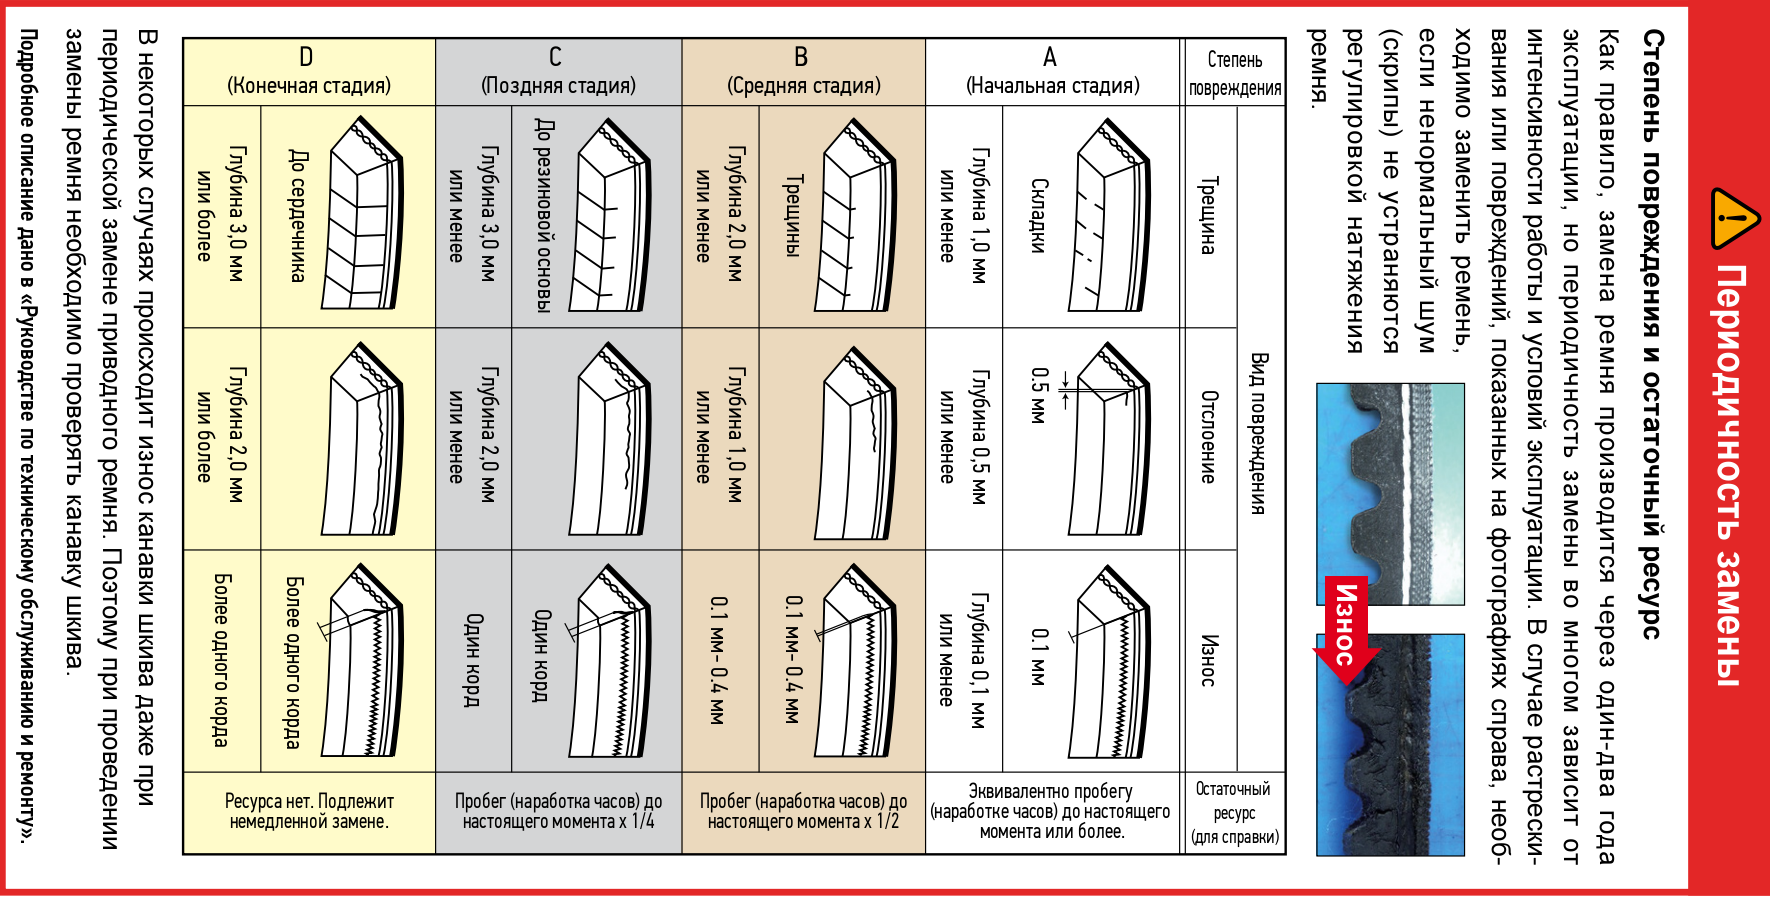 Периодичность замены
Степень повреждения и остаточный ресурс
Как правило, замена ремня производится через один-два года
эксплуатации, но периодичность замены во многом зависит от
интенсивности работы и условий эксплуатации. В случае растрески-
вания или повреждений, показанных на фотографиях справа, необ-
ходимо заменить ремень,
если ненормальный шум
(скрипы) не устраняются
регулировкой натяжения
ремня.
Износ
Степень
повреждения
Вид повреждения
Трещина
Отслоение
Износ
Остаточный
ресурс
(для справки)
A
(Начальная стадия)
Складки
Глубина 1,0 мм
или менее
0.5 мм
Глубина 0,5 мм
или менее
0.1 мм
Глубина 0,1 мм
или менее
Эквивалентно пробегу
(наработке часов) до настоящего
момента или более.
B
(Средняя стадия)
Трещины
Глубина 2,0 мм
или менее
Глубина 1,0 мм
или менее
0.1 мм- 0.4 мм
0.1 мм- 0.4 мм
Пробег (наработка часов) до
настоящего момента x 1/2
C
(Поздняя стадия)
До резиновой основы
Глубина 3,0 мм
или менее
Глубина 2,0 мм
или менее
Один корд
Один корд
Пробег (наработка часов) до
настоящего момента x 1/4
D
(Конечная стадия)
До сердечника
Глубина 3,0 мм
или более
Глубина 2,0 мм
или более
Более одного корда
Более одного корда
Ресурса нет. Подлежит
немедленной замене.
В некоторых случаях происходит износ канавки шкива даже при
периодической замене приводного ремня. Поэтому при проведении
замены ремня необходимо проверять канавку шкива.
Подробное описание дано в «Руководстве по техническому обслуживанию и ремонту».